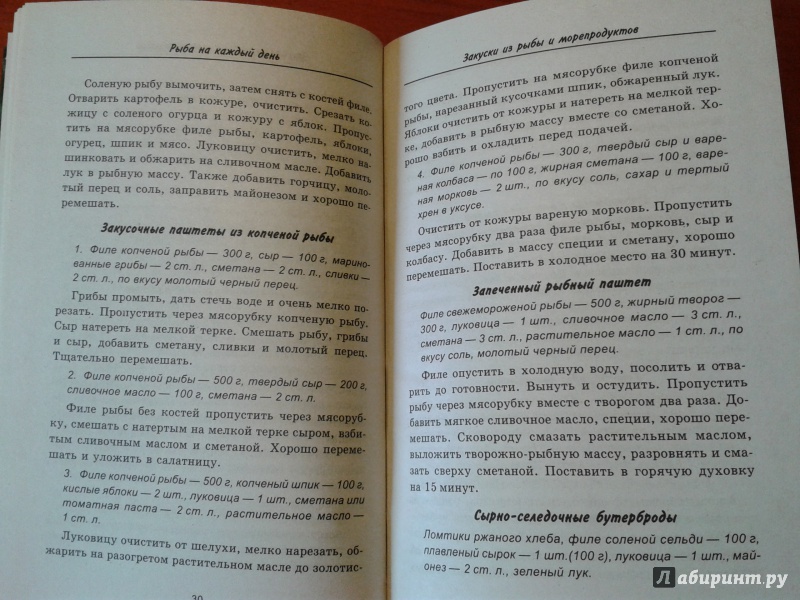 Рыба на каждый день
Соленую рыбу вымочить, затем снять с костей филе.
Отварить картофель в кожуре, очистить. Срезать ко-
жицу с соленого огурца и кожуру с яблок. Пропус-
тить на мясорубке филе рыбы, картофель, яблоки,
огурец, шпик и мясо. Луковицу очистить, мелко на-
шинковать и обжарить на сливочном масле. Добавить
лук в рыбную массу. Также добавить горчицу, моло-
тый перец и соль, заправить майонезом и хорошо пе-
ремешать.
Закусочные паштеты из копченой рыбы
1. Филе копченой рыбы — 300 г, сыр — 100 г, марино-
ванные грибы — 2 ст. л., сметана — 2 ст. л., сливки —
2 ст. л., по вкусу молотый черный перец.
Грибы промыть, дать стечь воде и очень мелко по-
резать. Пропустить через мясорубку копченую рыбу.
Сыр натереть на мелкой терке. Смешать рыбу, грибы
и сыр, добавить сметану, сливки и молотый перец.
Тщательно перемешать.
2. Филе копченой рыбы — 500 г, твердый сыр — 200 г,
сливочное масло — 100 г, сметана — 2 ст. л.
Филе рыбы без костей пропустить через мясоруб-
ку, смешать с натертым на мелкой терке сыром, взби-
тым сливочным маслом и сметаной. Хорошо переме-
шать и уложить в салатницу.
3. Филе копченой рыбы — 500 г, копченый шпик — 100 г,
кислые яблоки — 2 шт., луковица — 1 шт., сметана или
томатная паста — 2 ст. л., растительное масло —
1 ст. л.
Луковицу очистить от шелухи, мелко нарезать, об-
жарить на разогретом растительном масле до золотис-
30
Закуски из рыбы и морепродуктов
того цвета. Пропустить на мясорубке филе копченой
рыбы, нарезанный кусочками шпик, обжаренный лук.
Яблоки очистить от кожуры и натереть на мелкой тер-
ке, добавить в рыбную массу вместе со сметаной. Хо-
рошо взбить и охладить перед подачей.
4. Филе копченой рыбы — 300 г, твердый сыр и варе-
ная колбаса — по 100 г, жирная сметана — 100 г, варе-
ная морковь — 2 шт., по вкусу соль, сахар и тертый
хрен в уксусе.
Очистить от кожуры вареную морковь. Пропустить
через мясорубку два раза филе рыбы, морковь, сыр и
колбасу. Добавить в массу специи и сметану, хорошо
перемешать. Поставить в холодное место на 30 минут.
Запеченный рыбный паштет
Филе свежемороженой рыбы — 500 г, жирный творог —
300 г, луковица — 1 шт., сливочное масло — 3 ст. л.,
сметана — 3 ст. л., растительное масло — 1 ст. л., по
вкусу соль, молотый черный перец.
Филе опустить в холодную воду, посолить и отва-
рить до готовности. Вынуть и остудить. Пропустить
рыбу через мясорубку вместе с творогом два раза. До-
бавить мягкое сливочное масло, специи, хорошо пере-
мешать. Сковороду смазать растительным маслом,
выложить творожно-рыбную массу, разровнять и сма-
зать сверху сметаной. Поставить в горячую духовку
на 15 минут.
Сырно-селедочные бутерброды
Ломтики ржаного хлеба, филе соленой сельди — 100 г,
плавленый сырок — 1 шт.(100 г), луковица — 1 шт., май-
онез — 2 ст. л., зеленый лук.
Лабиринт.ру